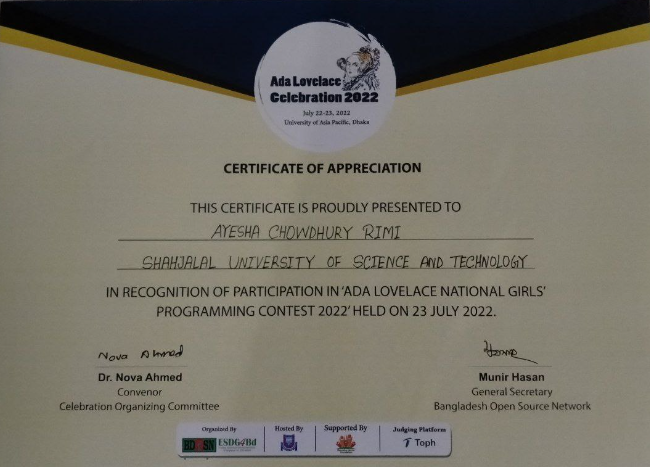 Ada Lovelace
Celebration 2022
July 22-23, 2022
University of Asia Pacific, Dhaka
CERTIFICATE OF APPRECIATION
THIS CERTIFICATE IS PROUDLY PRESENTED TO
AYESHA CHOWDHURY RIMI
SHAHJALAL UNIVERSITY OF SCIENCE AND TECHNOLOGY
IN RECOGNITION OF PARTICIPATION IN 'ADA LOVELACE NATIONAL GIRLS'
PROGRAMMING CONTEST 2022' HELD ON 23 JULY 2022.
Nova Ahmed
Dr. Nova Ahmed
Convenor
Celebration Organizing Committee
Munir Hasan
General Secretary
Bangladesh Open Source Network
Organized By
BDOSN
ESDG4Bd
Hosted By
Supported By
Judging Platform
Toph